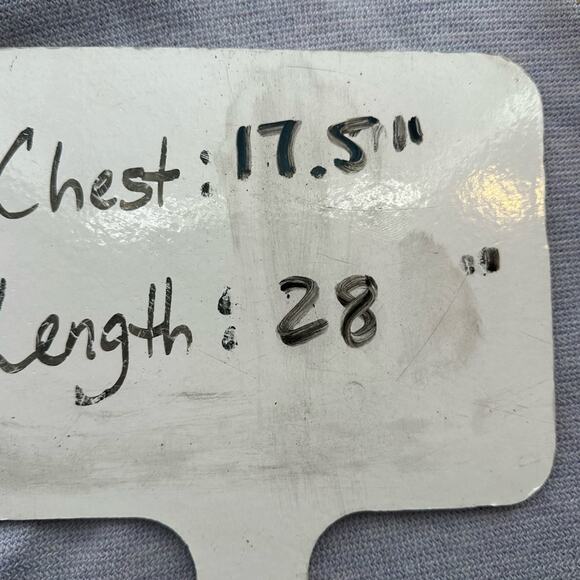 Chest: 17.5"
Length: 28 "